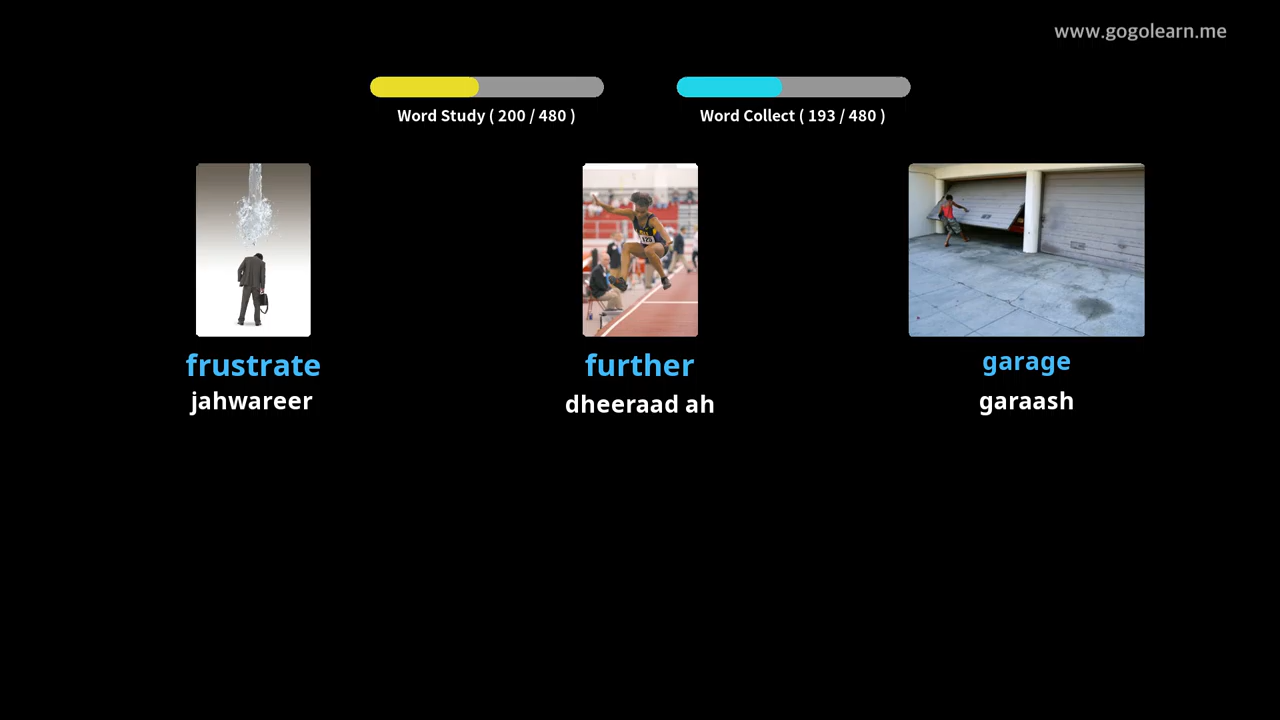 www.gogolearn.me
Word Study ( 200 / 480 )
Word Collect ( 193 / 480 )
frustrate
jahwareer
further
dheeraad ah
garage
garaash